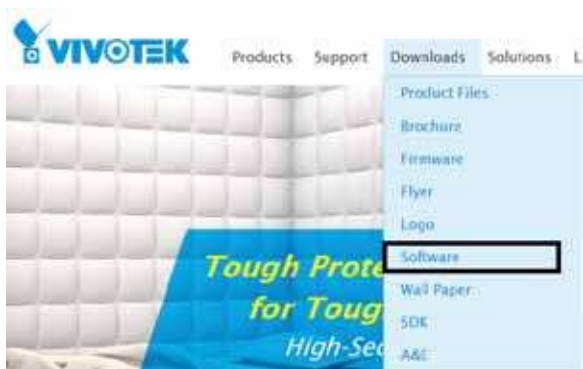 VIVOTEK
Products Support Downloads Solutions L
Product Files
Brochure
Firmware
Flyer
Logo
Software
Wall Paper
SDK
A&E
Tough Prote
for Toug
High-Sec